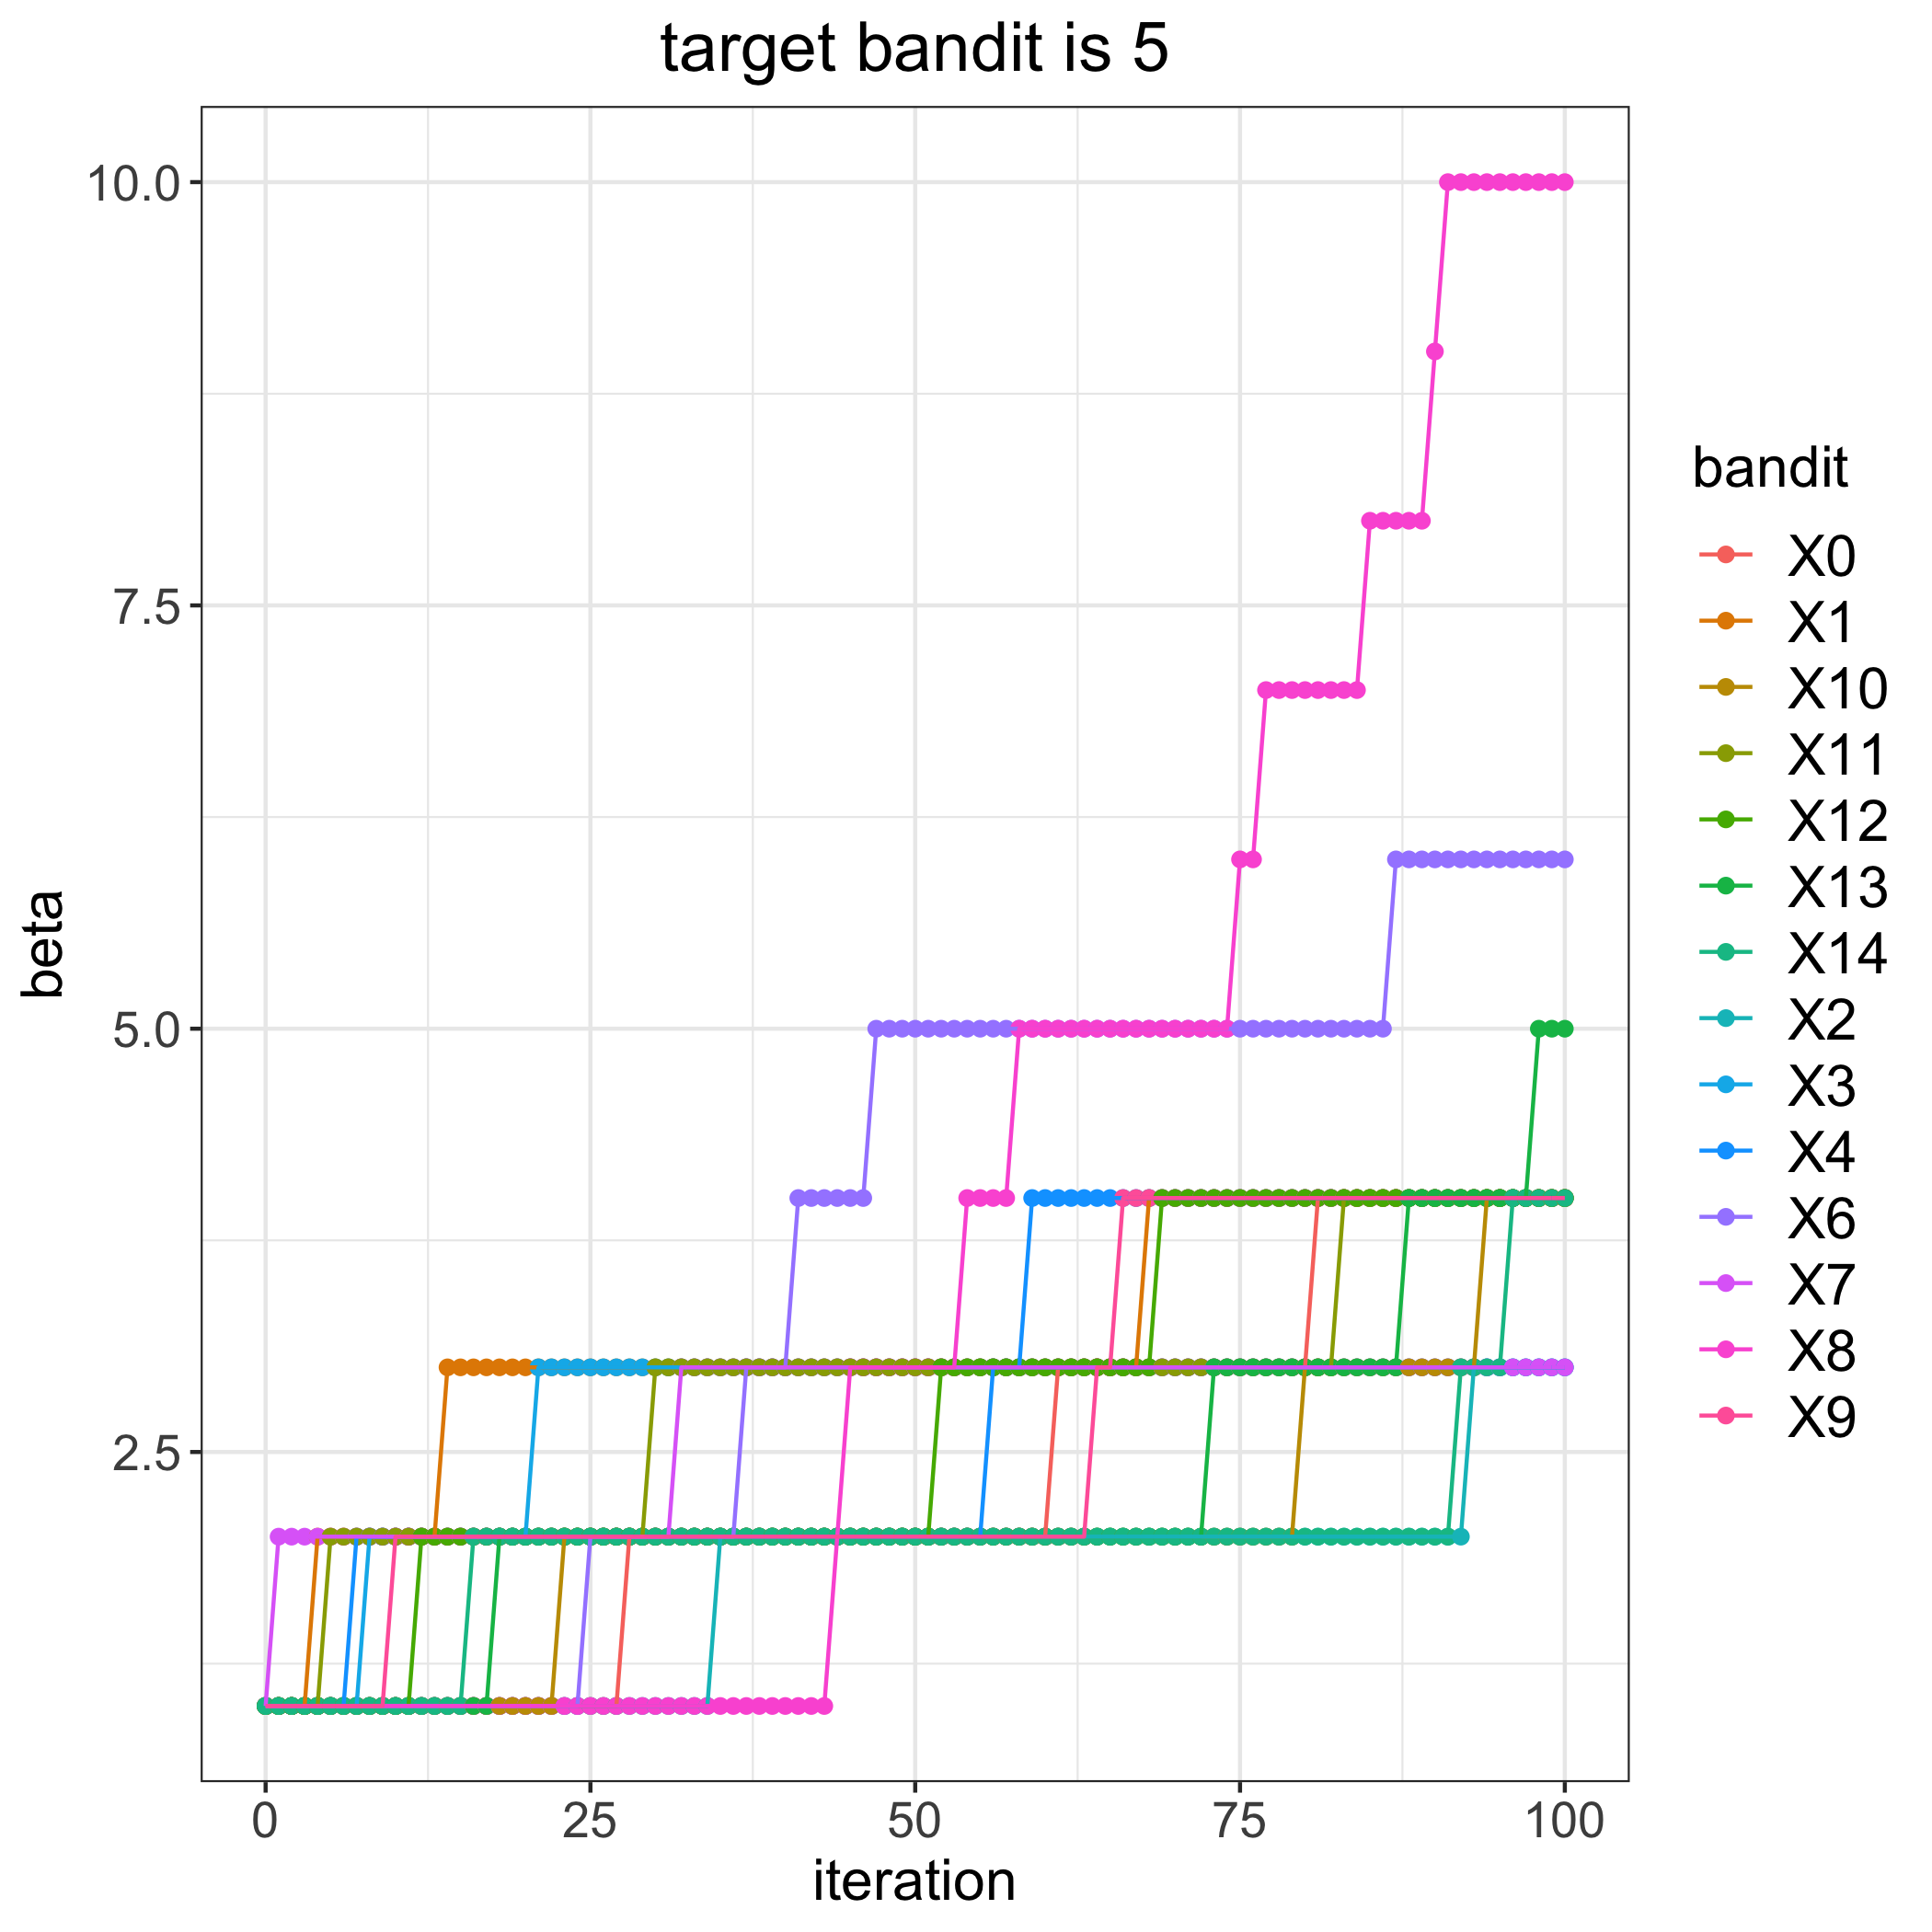 target bandit is 5
10.0
7.5
5.0
2.5
beta
0 25 50 75 100
iteration
bandit
X0
X1
X10
X11
X12
X13
X14
X2
X3
X4
X6
X7
X8
X9